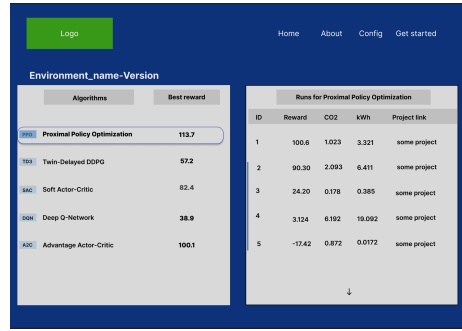 Logo
Home About Config Get started
Environment_name-Version
Algorithms Best reward
PPO Proximal Policy Optimization 113.7
TD3 Twin-Delayed DDPG 57.2
SAC Soft Actor-Critic 82.4
DQN Deep Q-Network 38.9
A2C Advantage Actor-Critic 100.1
Runs for Proximal Policy Optimization
ID Reward CO2 kWh Project link
1 100.6 1.023 3.321 some project
2 90.30 2.093 6.411 some project
3 24.20 0.178 0.385 some project
4 3.124 6.192 19.092 some project
5 -17.42 0.872 0.0172 some project
↓